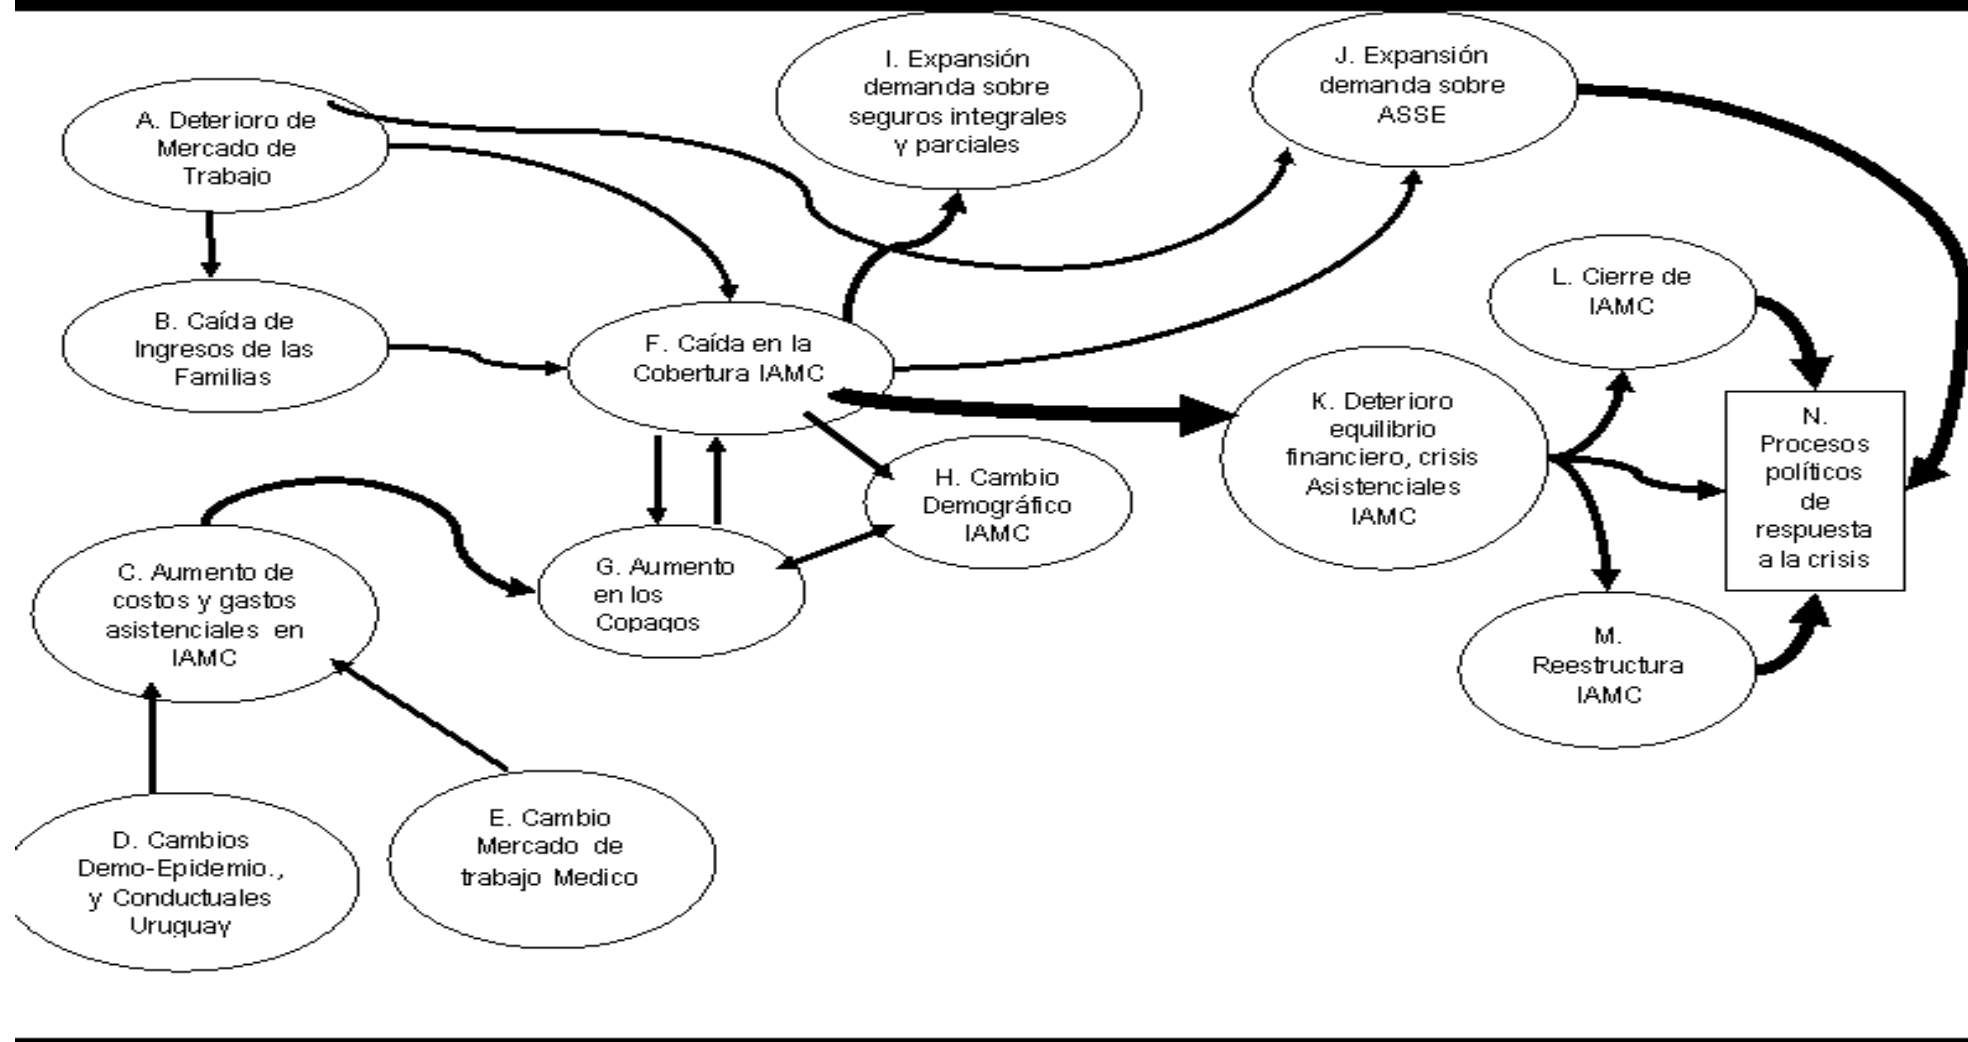 A. Deterioro de
Mercado de
Trabajo
B. Caída de
Ingresos de las
Familias
C. Aumento de
costos y gastos
asistenciales en
IAMC
D. Cambios
Demo-Epidemio.,
y Conductuales
Uruguay
E. Cambio
Mercado de
trabajo Medico
F. Caída en la
Cobertura IAMC
G. Aumento
en los
Copagos
H. Cambio
Demográfico
IAMC
I. Expansión
demanda sobre
seguros integrales
y parciales
J. Expansión
demanda sobre
ASSE
K. Deterioro
equilibrio
financiero, crisis
Asistenciales
IAMC
L. Cierre de
IAMC
M.
Reestructura
IAMC
N.
Procesos
políticos
de
respuesta
a la crisis